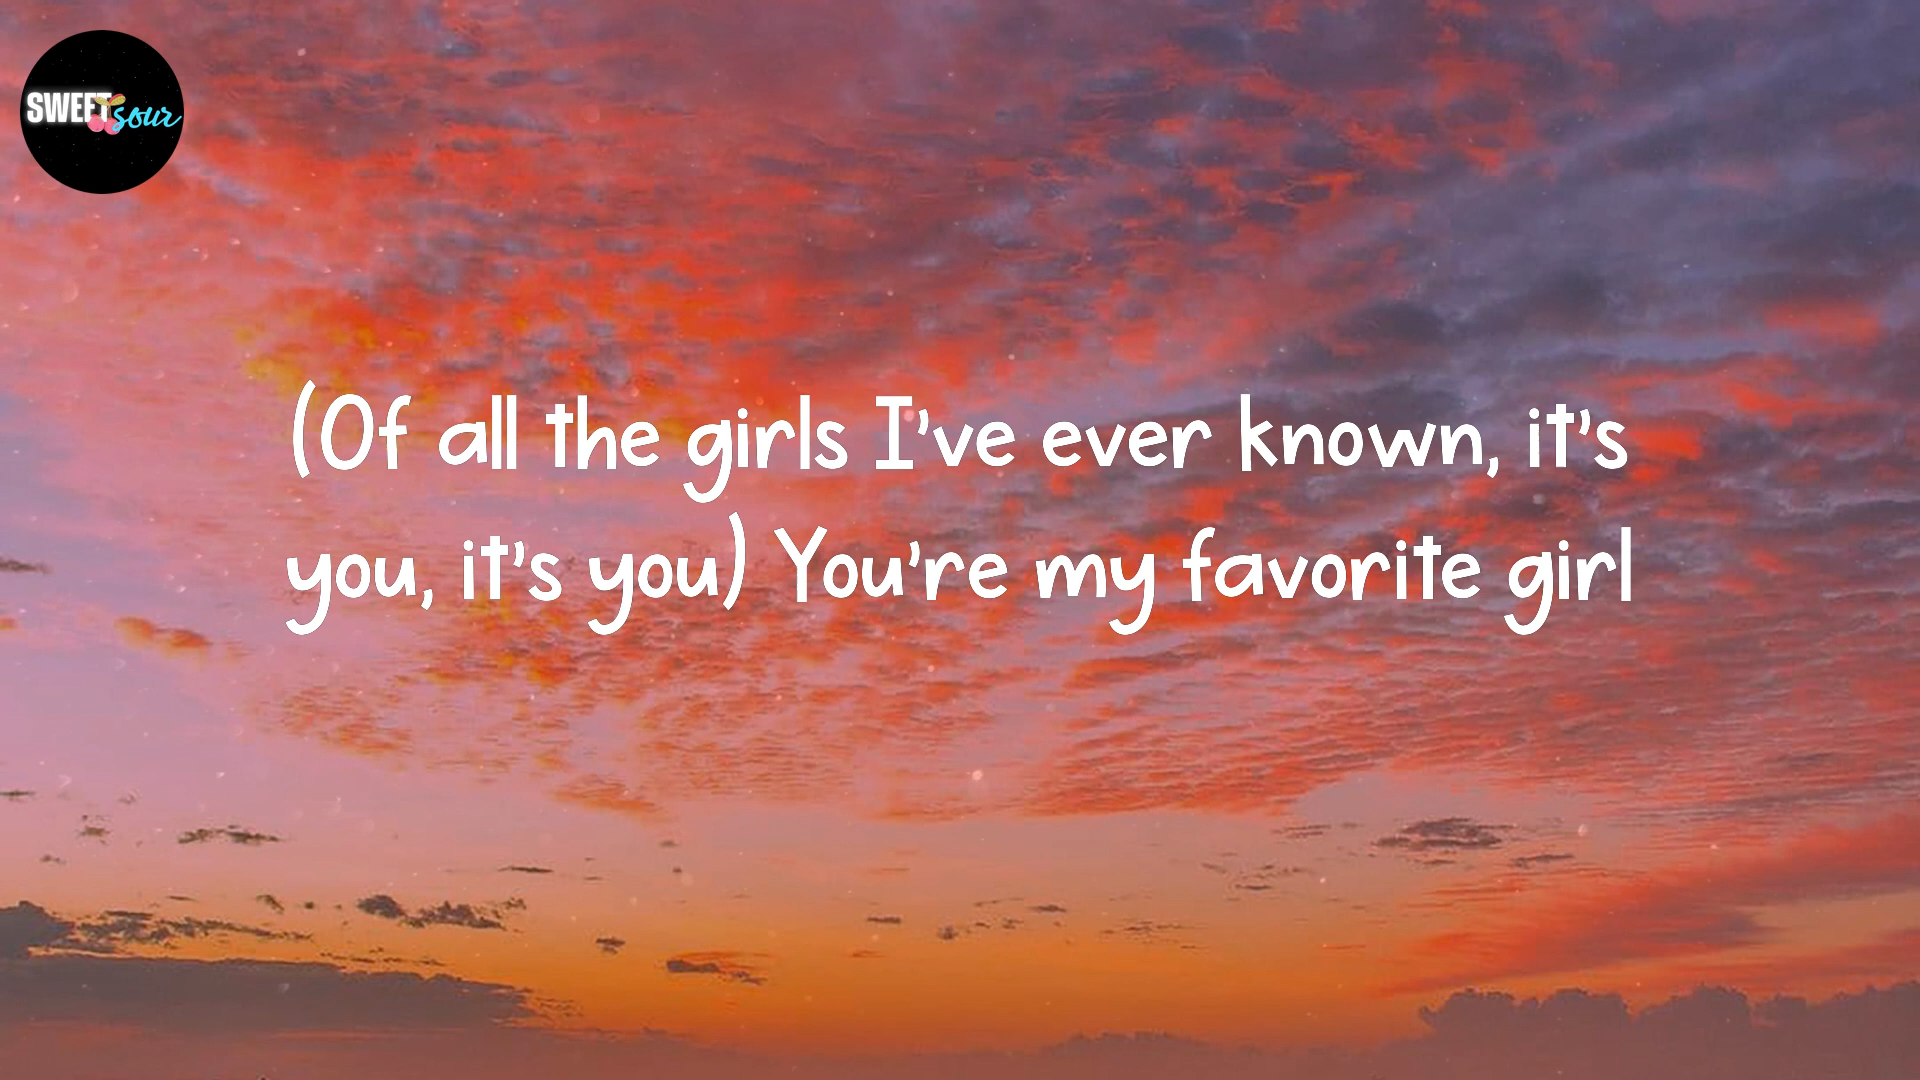 SWEET
sour
(Of all the girls I've ever known, it's
you, it's you) You're my favorite girl